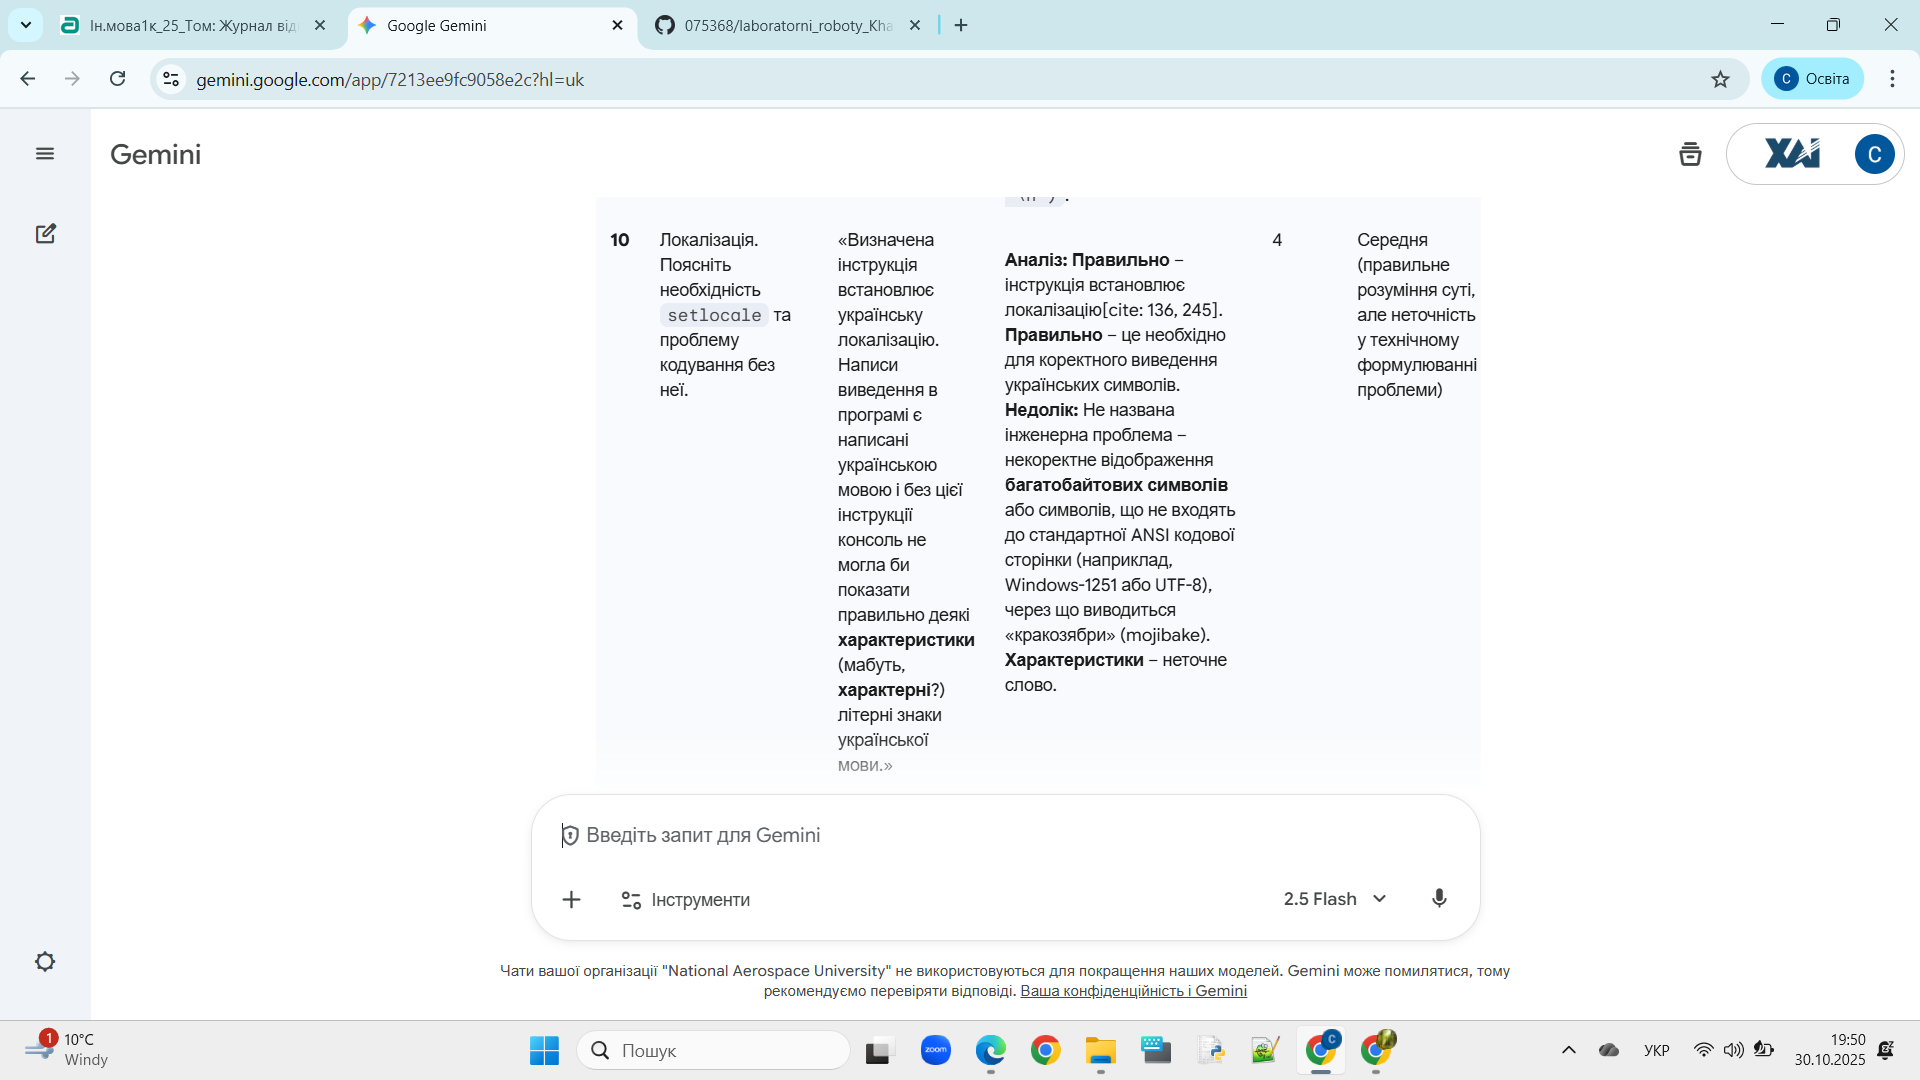 Ін.мова1к_25_Том: Журнал від
Google Gemini
075368/laboratorni_roboty_Kha
gemini.google.com/app/7213ee9fc9058e2c?hl=uk
C
Освіта
Gemini
XAI
C
10
Локалізація.
Поясніть
необхідність
setlocale та
проблему
кодування без
неї.
«Визначена
інструкція
встановлює
українську
локалізацію.
Написи
виведення в
програмі є
написані
українською
мовою і без цієї
інструкції
консоль не
могла би
показати
правильно деякі
характеристики
(мабуть,
характерні?)
літерні знаки
української
мови.»
Аналіз: Правильно –
інструкція встановлює
локалізацію[cite: 136, 245].
Правильно – це необхідно
для коректного виведення
українських символів.
Недолік: Не названа
інженерна проблема –
некоректне відображення
багатобайтових символів
або символів, що не входять
до стандартної ANSI кодової
сторінки (наприклад,
Windows-1251 або UTF-8),
через що виводиться
«кракозябри» (mojibake).
Характеристики – неточне
слово.
4
Середня
(правильне
розуміння суті,
але неточність
у технічному
формулюванні
проблеми)
Введіть запит для Gemini
Інструменти
2.5 Flash
Чати вашої організації "National Aerospace University" не використовуються для покращення наших моделей. Gemini може помилятися, тому
рекомендуємо перевіряти відповіді. Ваша конфіденційність і Gemini
1
10°C
Windy
Пошук
zoom
C
УКР
19:50
30.10.2025